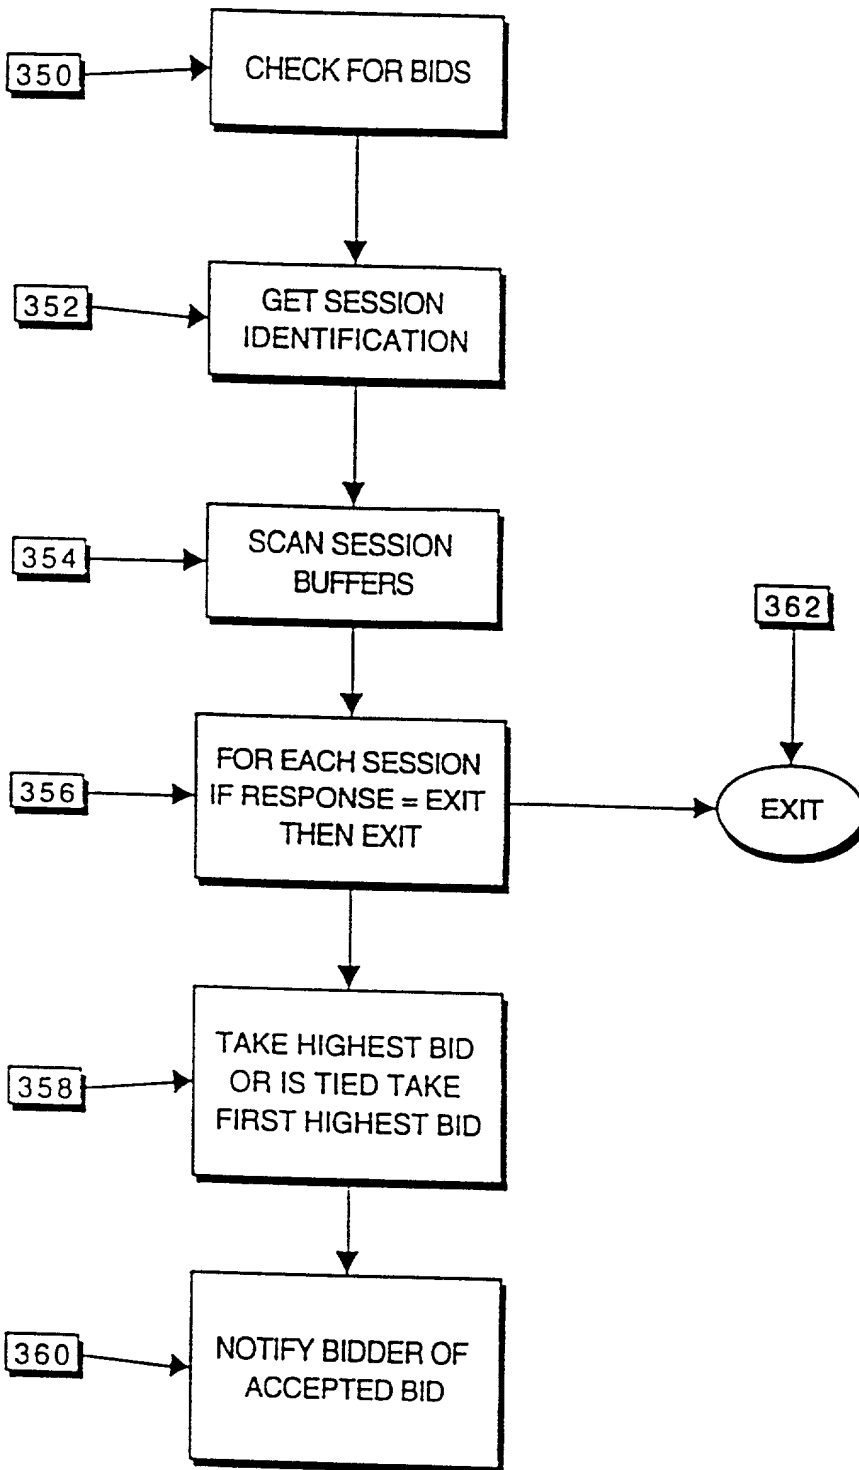 350
CHECK FOR BIDS
352
GET SESSION
IDENTIFICATION
354
SCAN SESSION
BUFFERS
362
356
FOR EACH SESSION
IF RESPONSE = EXIT
THEN EXIT
EXIT
358
TAKE HIGHEST BID
OR IS TIED TAKE
FIRST HIGHEST BID
360
NOTIFY BIDDER OF
ACCEPTED BID